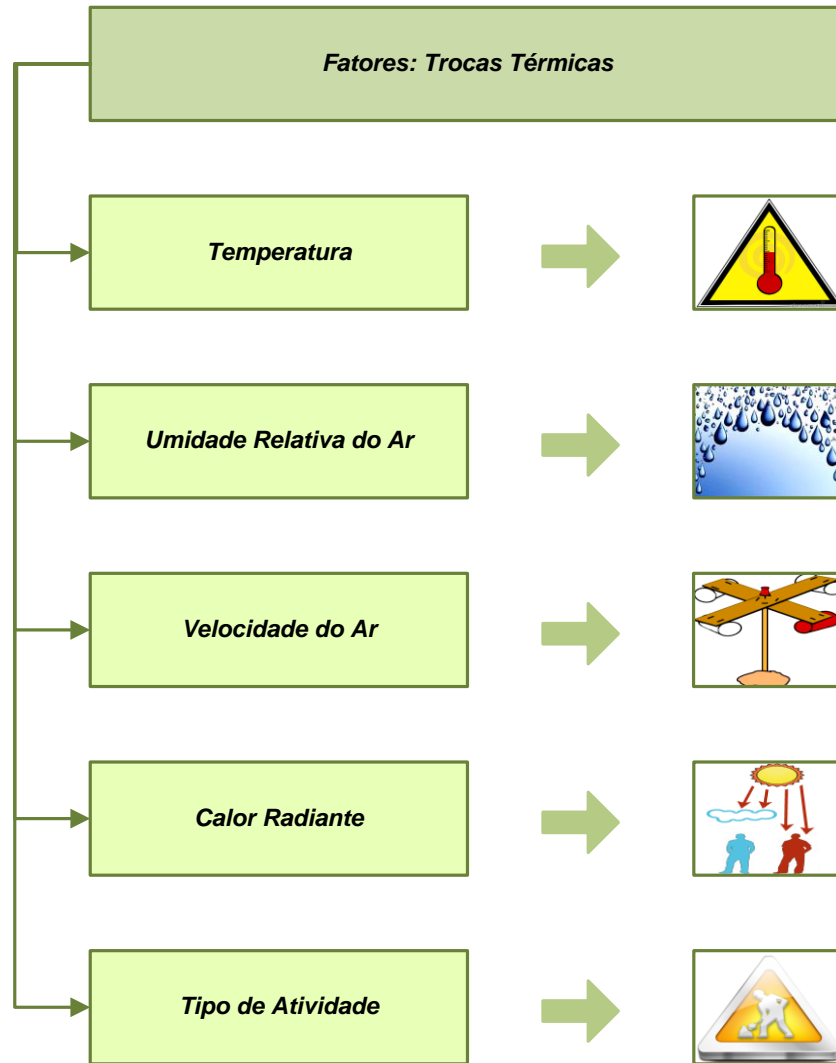 Fatores: Trocas Térmicas
Temperatura
Umidade Relativa do Ar
Velocidade do Ar
Calor Radiante
Tipo de Atividade